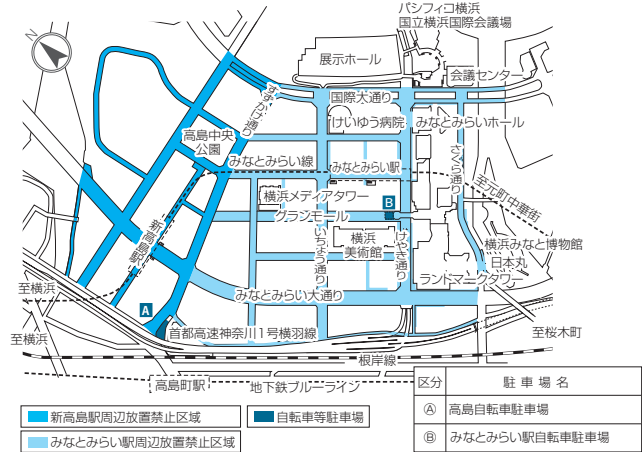 パシフィコ横浜
国立横浜国際会議場
N
展示ホール
会議センター
国際大通り
すずかけ通り
けいゆう病院
みなとみらいホール
高島中央
公園
さくら通り
みなとみらい線
みなとみらい駅
至元町中華街
横浜メディアタワー
B
グランモール
新高島駅
いちょう通り
横浜
美術館
けやき通り
横浜みなと博物館
日本丸
ランドマークタワー
至横浜
みなとみらい大通り
A
至横浜
首都高速神奈川1号横羽線
至桜木町
根岸線
高島町駅
地下鉄ブルーライン
区分
駐車場名
Ⓐ
高島自転車駐車場
Ⓑ
みなとみらい駅自転車駐車場
新高島駅周辺放置禁止区域
自転車等駐車場
みなとみらい駅周辺放置禁止区域